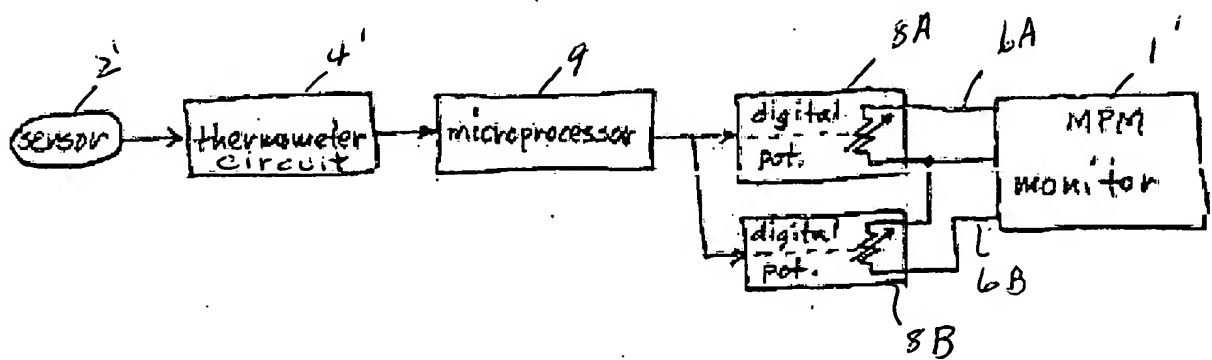 2' 4' 9 8A 6A 1'
sensor
thermometer
circuit
microprocessor
digital
pot.
MPM
monitor
digital
pot.
6B
8B